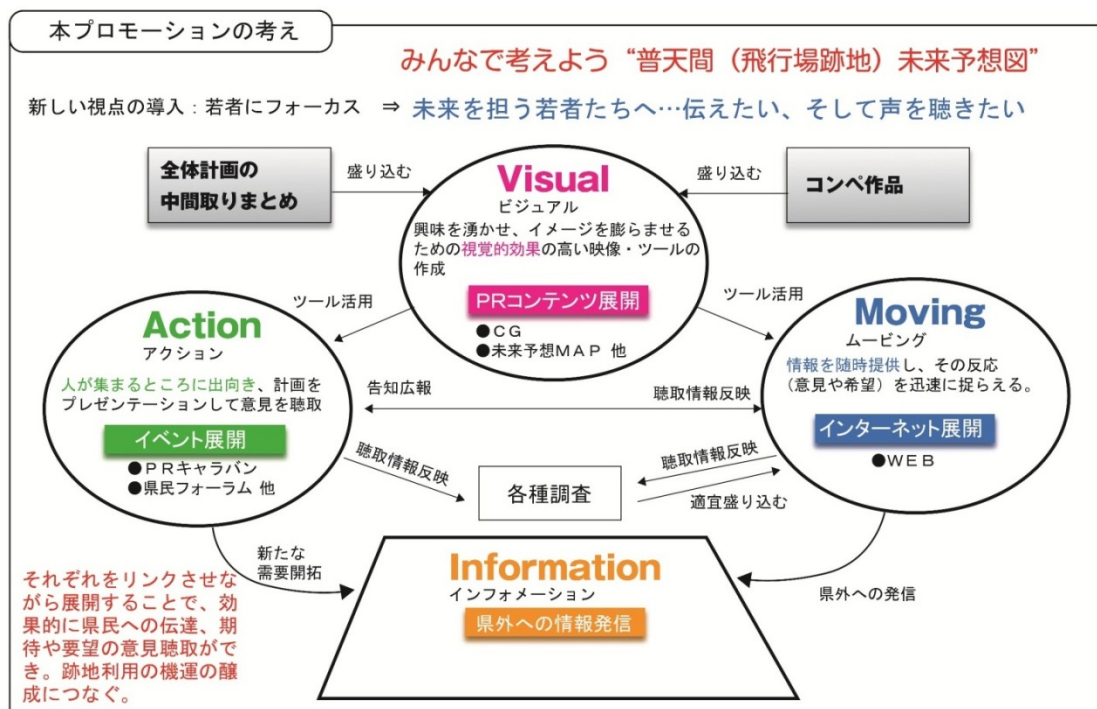 本プロモーションの考え
みんなで考えよう“普天間（飛行場跡地）未来予想図”
新しい視点の導入：若者にフォーカス ⇒ 未来を担う若者たちへ…伝えたい、そして声を聴きたい
全体計画の
中間取りまとめ
盛り込む
Visual
ビジュアル
興味を湧かせ、イメージを膨らませる
ための視覚的効果の高い映像・ツールの
作成
PRコンテンツ展開
●CG
●未来予想MAP 他
盛り込む
コンペ作品
ツール活用
ツール活用
Action
アクション
人が集まるところに出向き、計画を
プレゼンテーションして意見を聴取
イベント展開
●PRキャラバン
●県民フォーラム 他
Moving
ムービング
情報を随時提供し、その反応
（意見や希望）を迅速に捉らえる。
インターネット展開
●WEB
告知広報
聴取情報反映
聴取情報反映
各種調査
聴取情報反映
適宜盛り込む
新たな
需要開拓
Information
インフォメーション
県外への情報発信
県外への発信
それぞれをリンクさせな
がら展開することで、効
果的に県民への伝達、期
待や要望の意見聴取がで
き。跡地利用の機運の醸
成につなぐ。